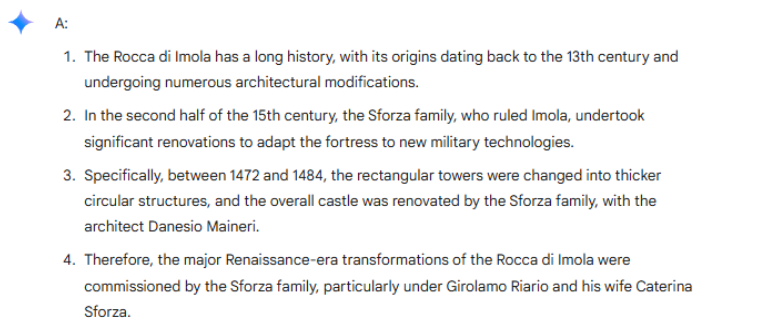 A:
1. The Rocca di Imola has a long history, with its origins dating back to the 13th century and
undergoing numerous architectural modifications.
2. In the second half of the 15th century, the Sforza family, who ruled Imola, undertook
significant renovations to adapt the fortress to new military technologies.
3. Specifically, between 1472 and 1484, the rectangular towers were changed into thicker
circular structures, and the overall castle was renovated by the Sforza family, with the
architect Danesio Maineri.
4. Therefore, the major Renaissance-era transformations of the Rocca di Imola were
commissioned by the Sforza family, particularly under Girolamo Riario and his wife Caterina
Sforza.